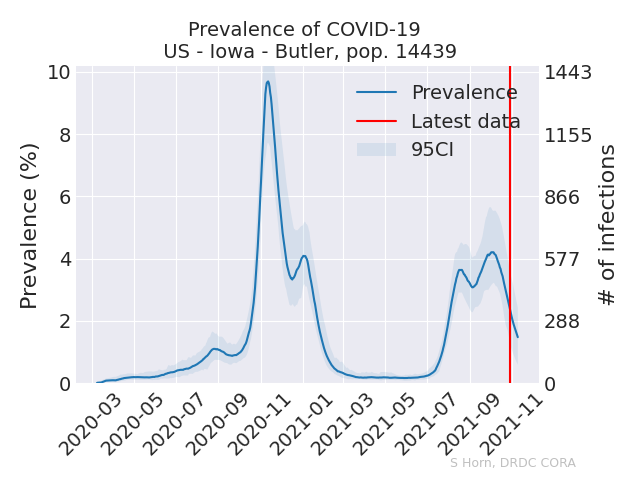 Prevalence of COVID-19
US - Iowa - Butler, pop. 14439
Prevalence (%)
10
8
6
4
2
0
Prevalence
Latest data
95CI
1443
1155
866
577
288
0
# of infections
2020-03
2020-05
2020-07
2020-09
2020-11
2021-01
2021-03
2021-05
2021-07
2021-09
2021-11
S Horn, DRDC CORA